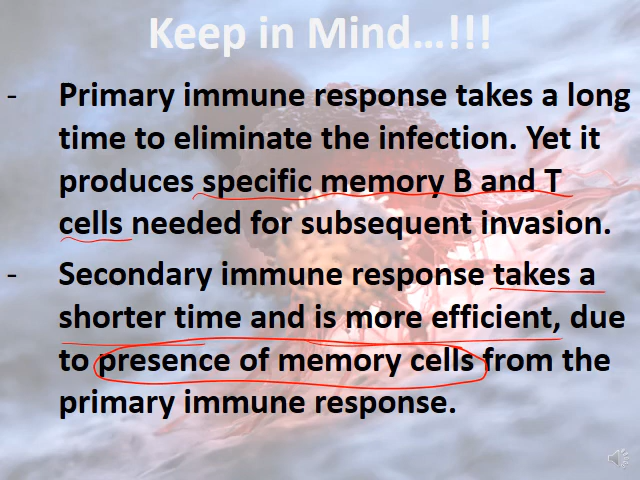 Keep in Mind…!!!
- Primary immune response takes a long
time to eliminate the infection. Yet it
produces specific memory B and T
cells needed for subsequent invasion.
- Secondary immune response takes a
shorter time and is more efficient, due
to presence of memory cells from the
primary immune response.